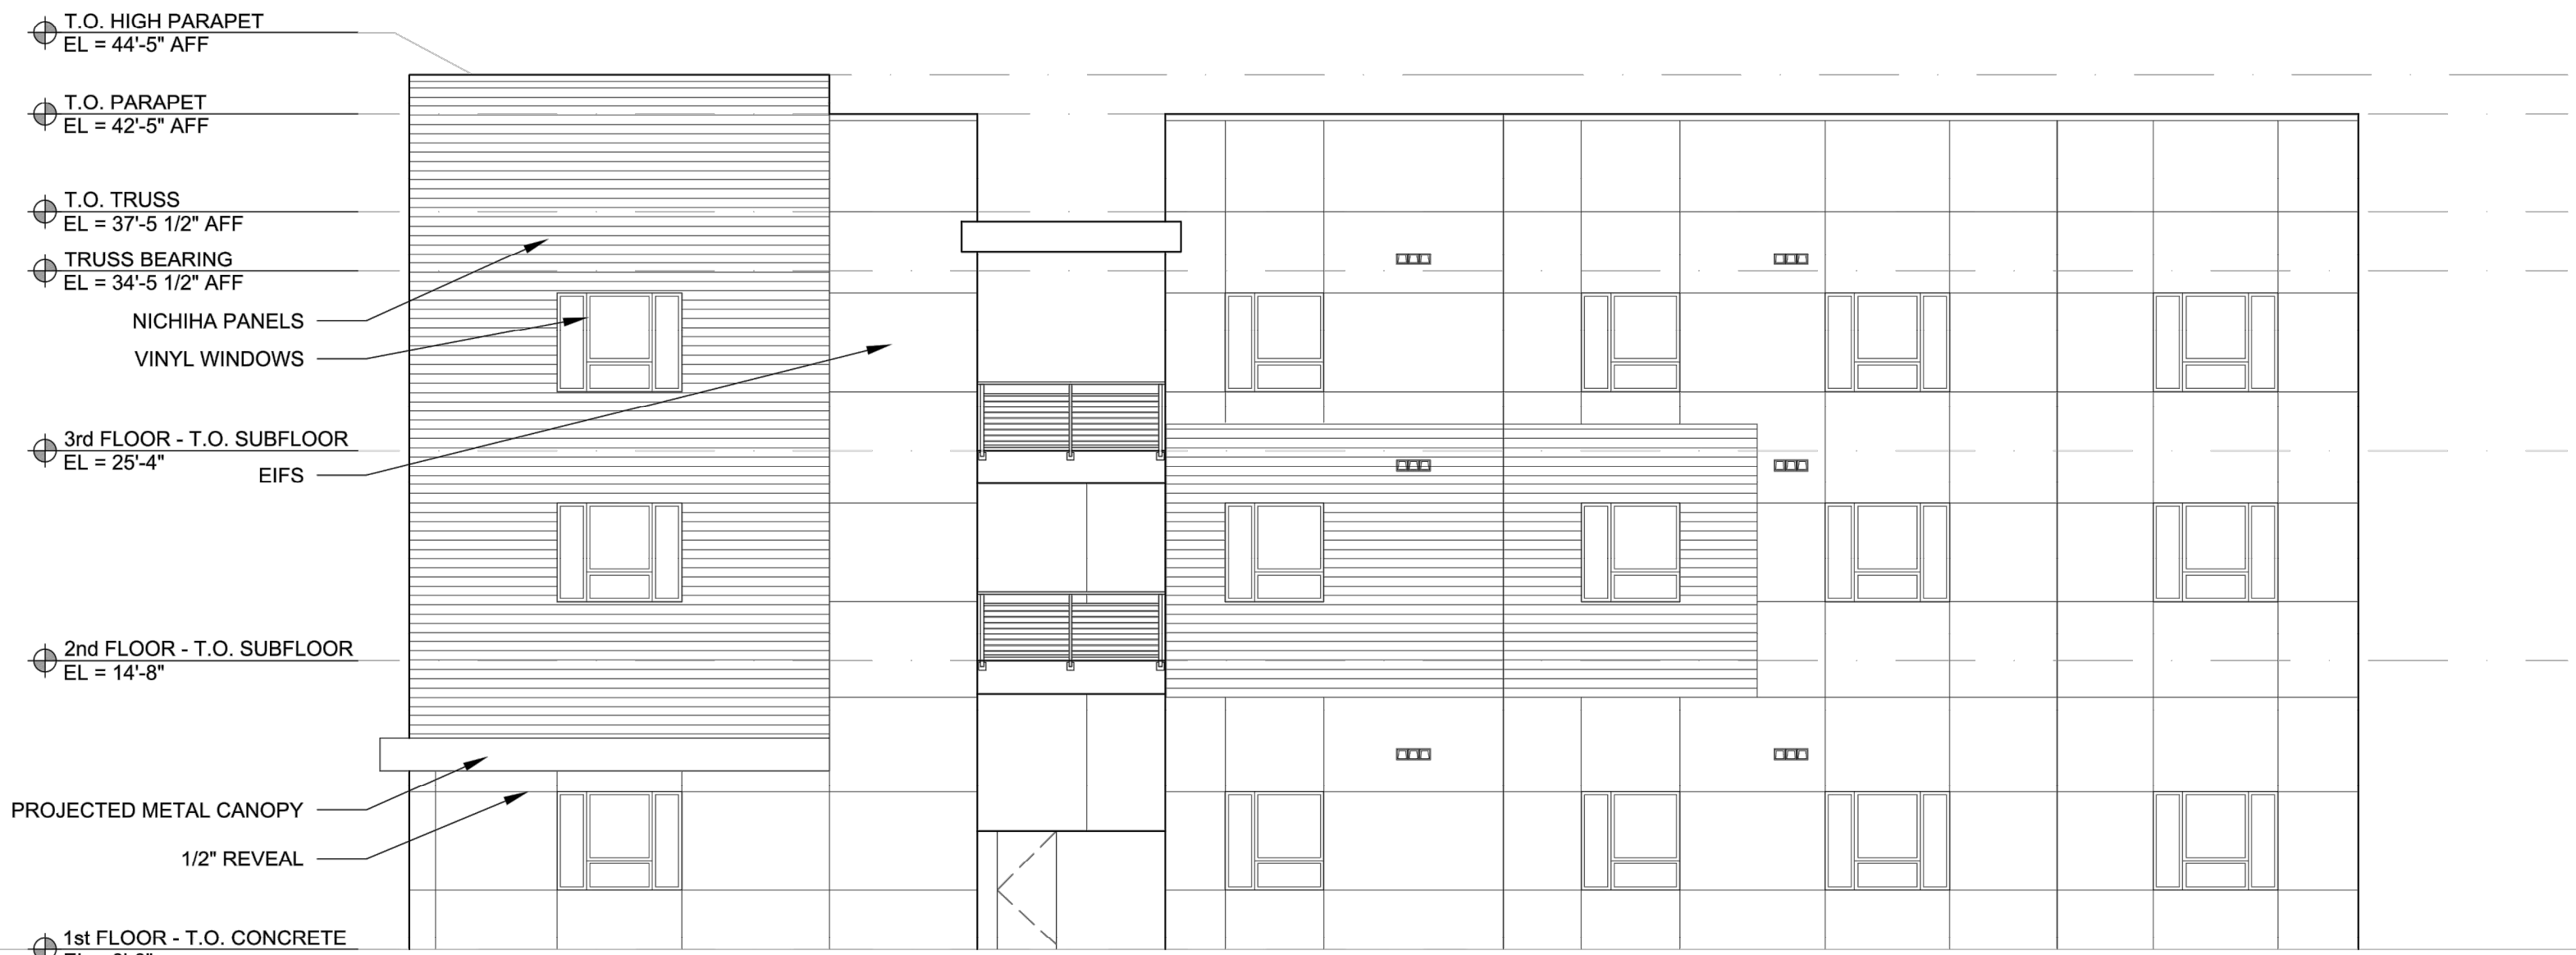 T.O. HIGH PARAPET
EL = 44'-5" AFF
T.O. PARAPET
EL = 42'-5" AFF
T.O. TRUSS
EL = 37'-5 1/2" AFF
TRUSS BEARING
EL = 34'-5 1/2" AFF
NICHIHA PANELS
VINYL WINDOWS
3rd FLOOR - T.O. SUBFLOOR
EL = 25'-4"
EIFS
2nd FLOOR - T.O. SUBFLOOR
EL = 14'-8"
PROJECTED METAL CANOPY
1/2" REVEAL
1st FLOOR - T.O. CONCRETE